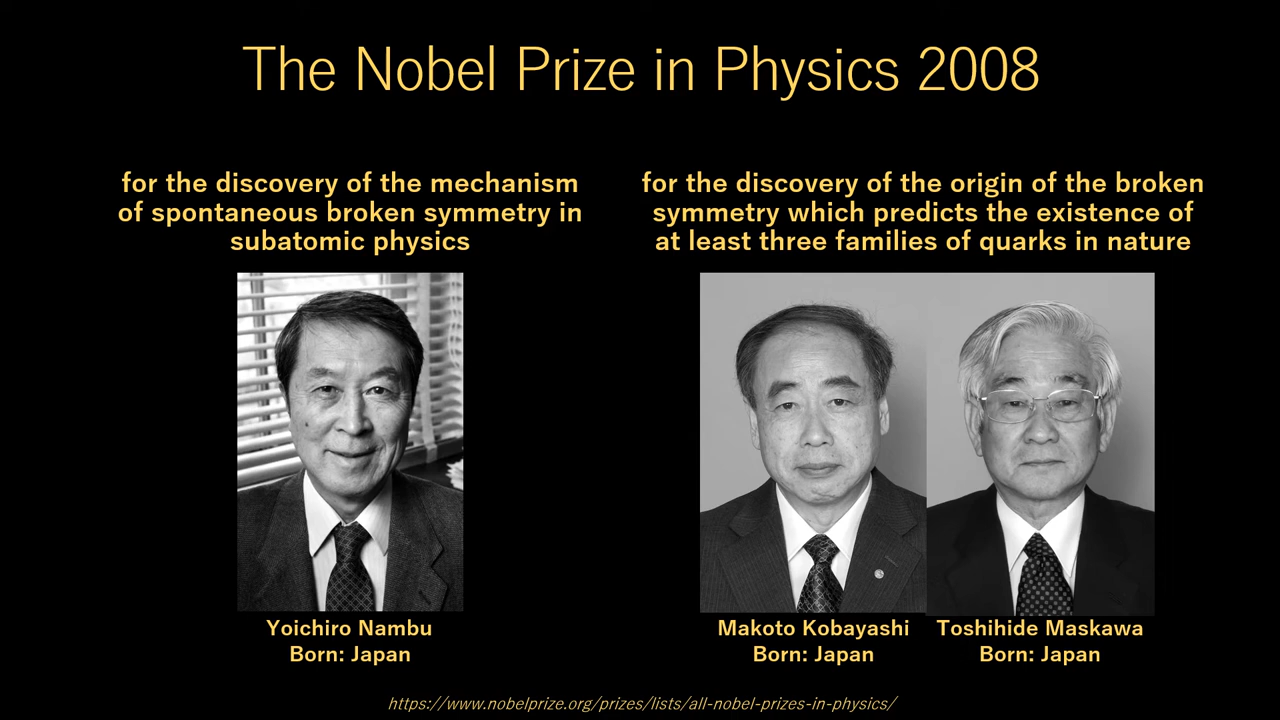 The Nobel Prize in Physics 2008
for the discovery of the mechanism
of spontaneous broken symmetry in
subatomic physics
for the discovery of the origin of the broken
symmetry which predicts the existence of
at least three families of quarks in nature
Yoichiro Nambu
Born: Japan
Makoto Kobayashi
Born: Japan
Toshihide Maskawa
Born: Japan
https://www.nobelprize.org/prizes/lists/all-nobel-prizes-in-physics/